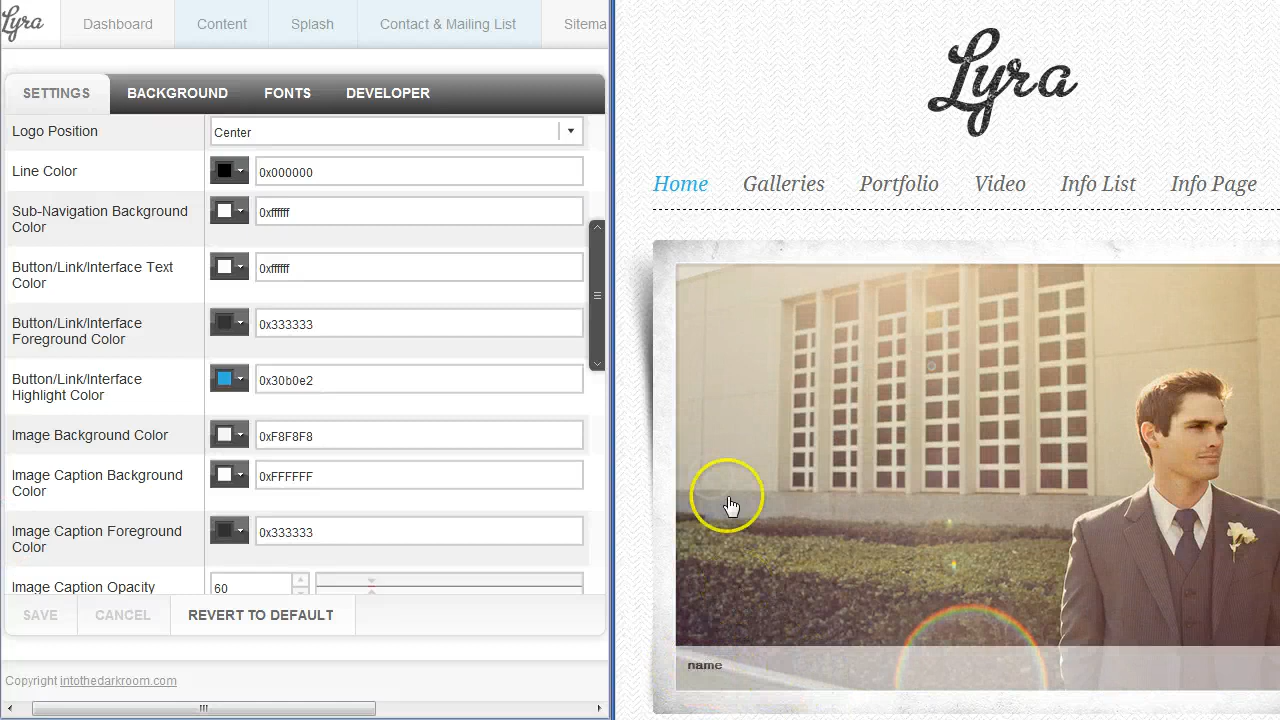 Lyra
Dashboard
Content
Splash
Contact & Mailing List
Sitema
SETTINGS
BACKGROUND
FONTS
DEVELOPER
Logo Position
Center
Line Color
0x000000
Sub-Navigation Background
Color
0xffffff
Button/Link/Interface Text
Color
0xffffff
Button/Link/Interface
Foreground Color
0x333333
Button/Link/Interface
Highlight Color
0x30b0e2
Image Background Color
0xF8F8F8
Image Caption Background
Color
0xFFFFFF
Image Caption Foreground
Color
0x333333
Image Caption Opacity
60
SAVE
CANCEL
REVERT TO DEFAULT
Copyright intothedarkroom.com
Lyra
Home
Galleries
Portfolio
Video
Info List
Info Page
name